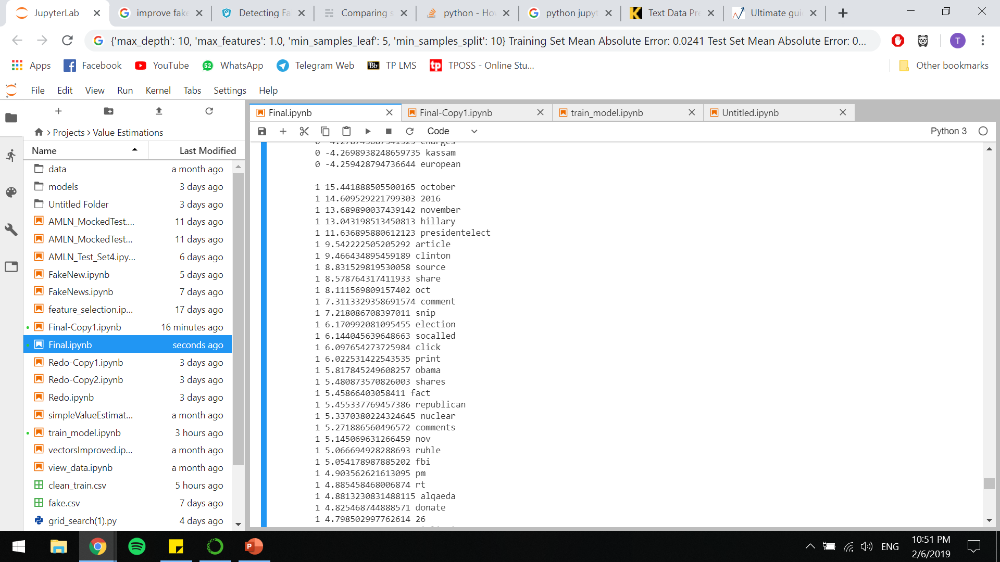 JupyterLab
improve fake
Detecting Fa
Comparing s
python - Ho
python jupyt
Text Data Pre
Ultimate gui
{'max_depth': 10, 'max_features': 1.0, 'min_samples_leaf': 5, 'min_samples_split': 10} Training Set Mean Absolute Error: 0.0241 Test Set Mean Absolute Error: 0...
T
Apps
Facebook
YouTube
52 WhatsApp
Telegram Web
Bb TP LMS
tp TPOSS - Online Stu...
Other bookmarks
File Edit View Run Kernel Tabs Settings Help
Final.ipynb
Final-Copy1.ipynb
train_model.ipynb
Untitled.ipynb
Code
Python 3
> Projects > Value Estimations
Name Last Modified
data a month ago
models 3 days ago
Untitled Folder 3 days ago
AMLN_MockedTest.... 11 days ago
AMLN_MockedTest... 11 days ago
AMLN_Test_Set4.ipy... 6 days ago
FakeNew.ipynb 5 days ago
FakeNews.ipynb 7 days ago
feature_selection.ip... 17 days ago
Final-Copy1.ipynb 16 minutes ago
Final.ipynb seconds ago
Redo-Copy1.ipynb 3 days ago
Redo-Copy2.ipynb 3 days ago
Redo.ipynb 3 days ago
simpleValueEstimat... a month ago
train_model.ipynb 3 hours ago
vectorsImproved.ip... a month ago
view_data.ipynb a month ago
clean_train.csv 5 hours ago
fake.csv 7 days ago
grid_search(1).py 4 days ago
charges
0 -4.2698938248659735 kassam
0 -4.259428794736644 european
1 15.441888505500165 october
1 14.609529221799303 2016
1 13.689890037439142 november
1 13.043198513450813 hillary
1 11.636895880612123 presidentelect
1 9.542222505205292 article
1 9.466434895459189 clinton
1 8.831529819530058 source
1 8.578764317411933 share
1 8.111569809157402 oct
1 7.3113329358691574 comment
1 7.218086708397011 snip
1 6.170992081095455 election
1 6.144045639648663 socalled
1 6.097654273725984 click
1 6.022531422543535 print
1 5.817845249608257 obama
1 5.480873570826003 shares
1 5.45866403058411 fact
1 5.455337769457386 republican
1 5.3370380224324645 nuclear
1 5.271886560496572 comments
1 5.145069631266459 nov
1 5.066694928288693 ruhle
1 5.054178987885202 fbi
1 4.903562621613095 pm
1 4.885458468006874 rt
1 4.8813230831488115 alqaeda
1 4.825468744888571 donate
1 4.798502997762614 26
ENG
10:51 PM
2/6/2019